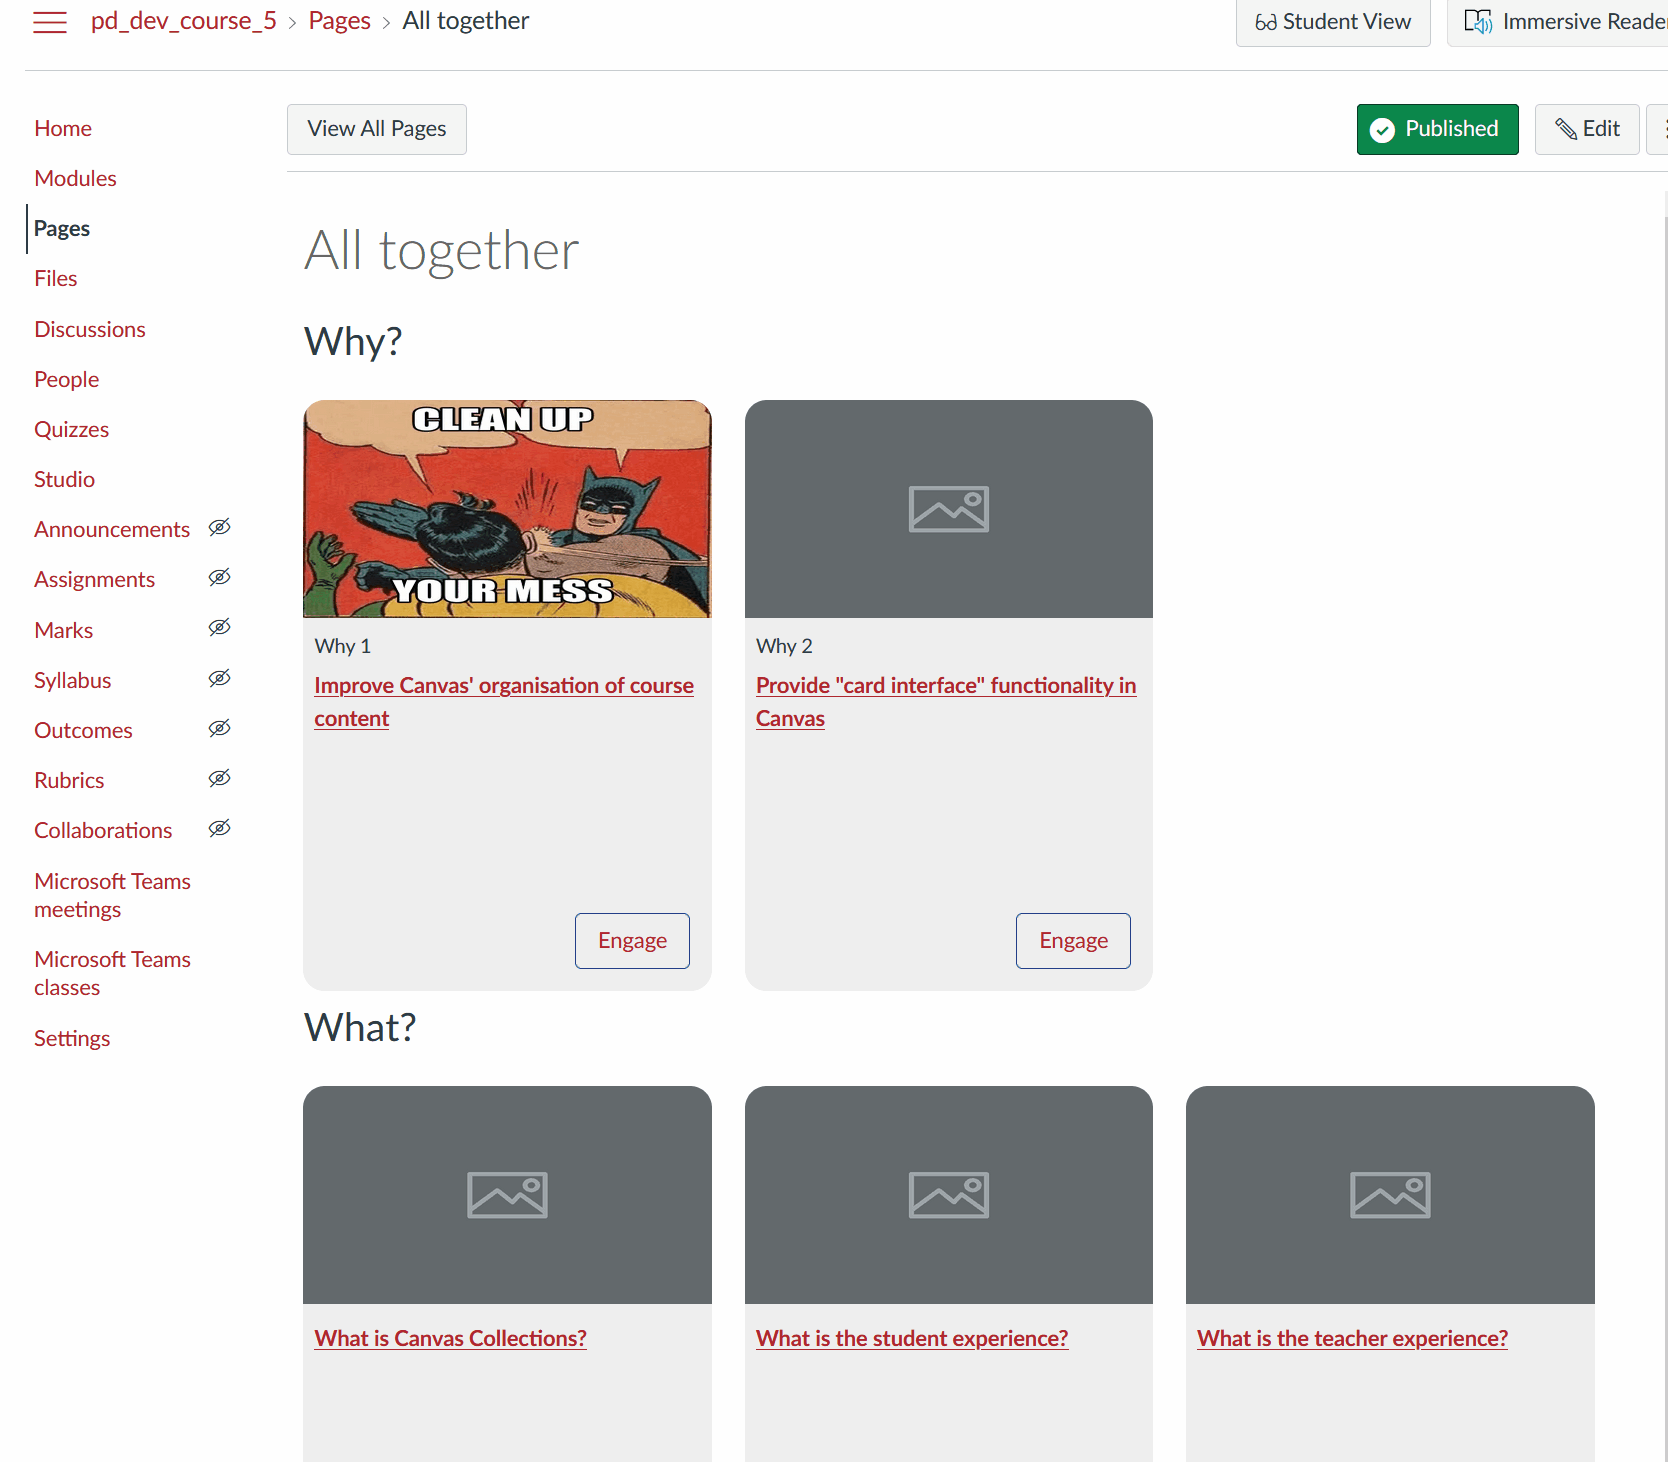 pd_dev_course_5 > Pages > All together
Student View
Immersive Reade
Home
Modules
Pages
Files
Discussions
People
Quizzes
Studio
Announcements
Assignments
Marks
Syllabus
Outcomes
Rubrics
Collaborations
Microsoft Teams
meetings
Microsoft Teams
classes
Settings
View All Pages
Published
Edit
All together
Why?
CLEAN UP
YOUR MESS
Why 1
Improve Canvas' organisation of course
content
Engage
Why 2
Provide "card interface" functionality in
Canvas
Engage
What?
What is Canvas Collections?
What is the student experience?
What is the teacher experience?